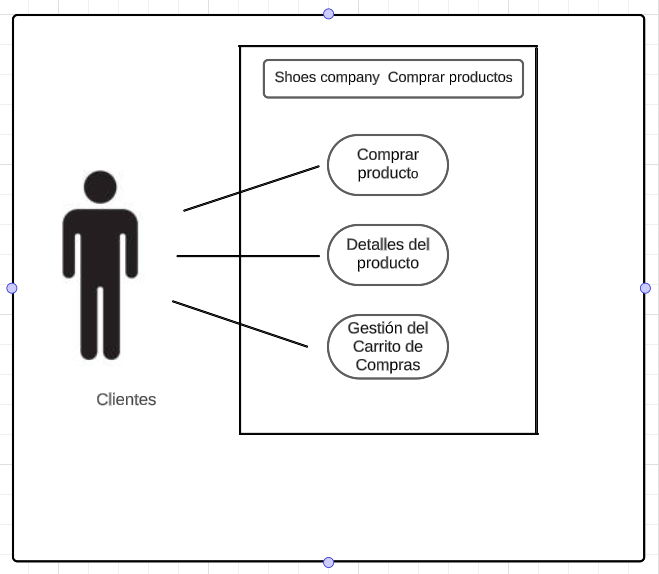 Shoes company  Comprar productos
Comprar
producto
Detalles del
producto
Gestión del
Carrito de
Compras
Clientes